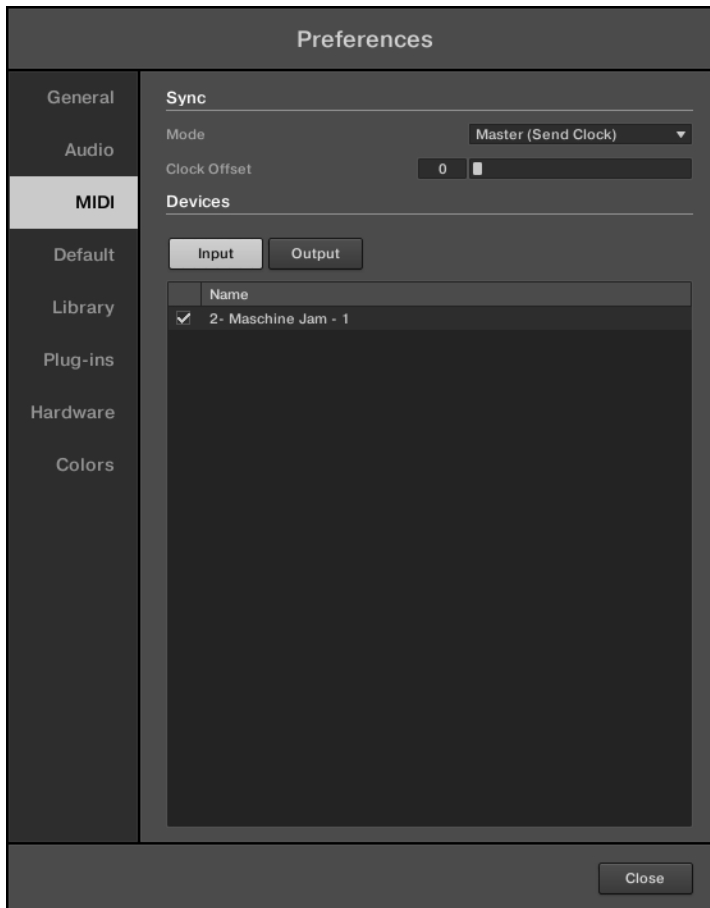 Preferences
General
Audio
MIDI
Default
Library
Plug-ins
Hardware
Colors
Sync
Mode
Master (Send Clock)
Clock Offset
0
Devices
Input
Output
Name
2- Maschine Jam - 1
Close